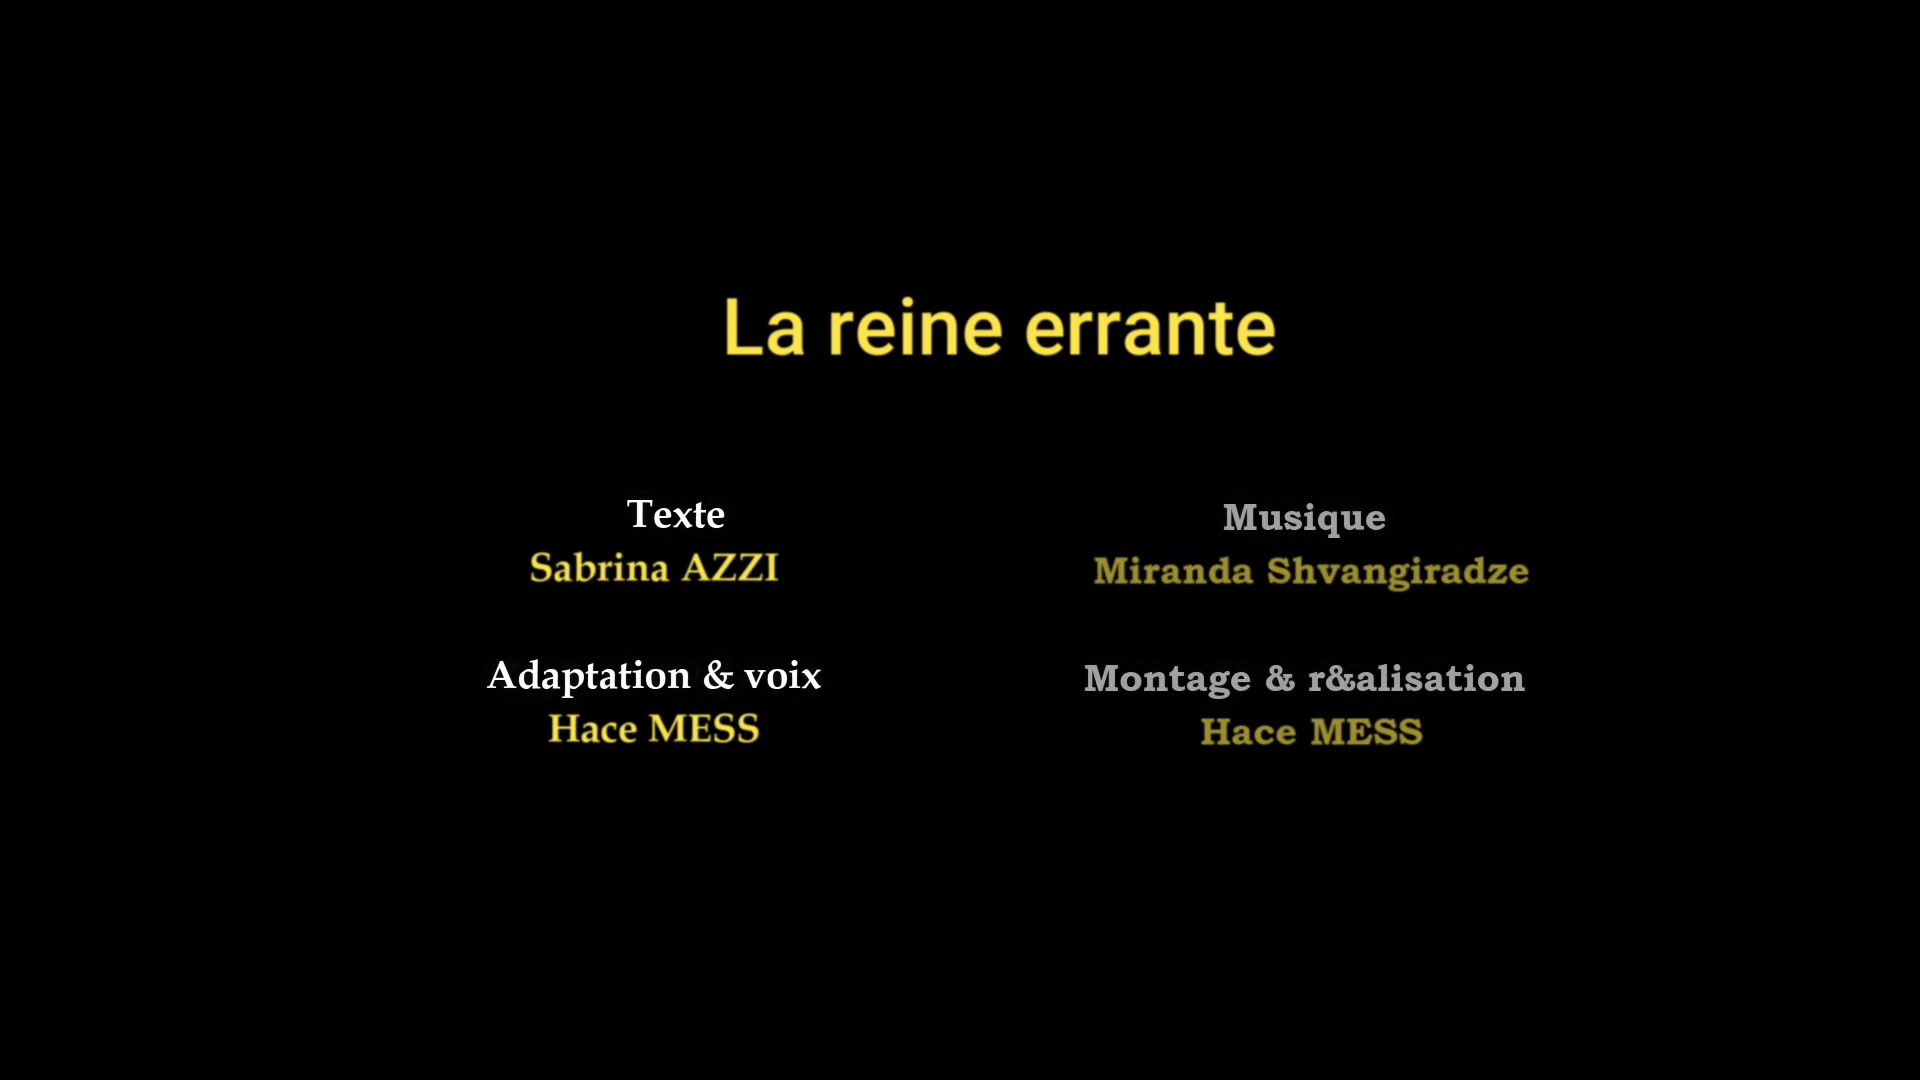 La reine errante
Texte
Sabrina AZZI
Adaptation & voix
Hace MESS
Musique
Miranda Shvangiradze
Montage & r&alisation
Hace MESS